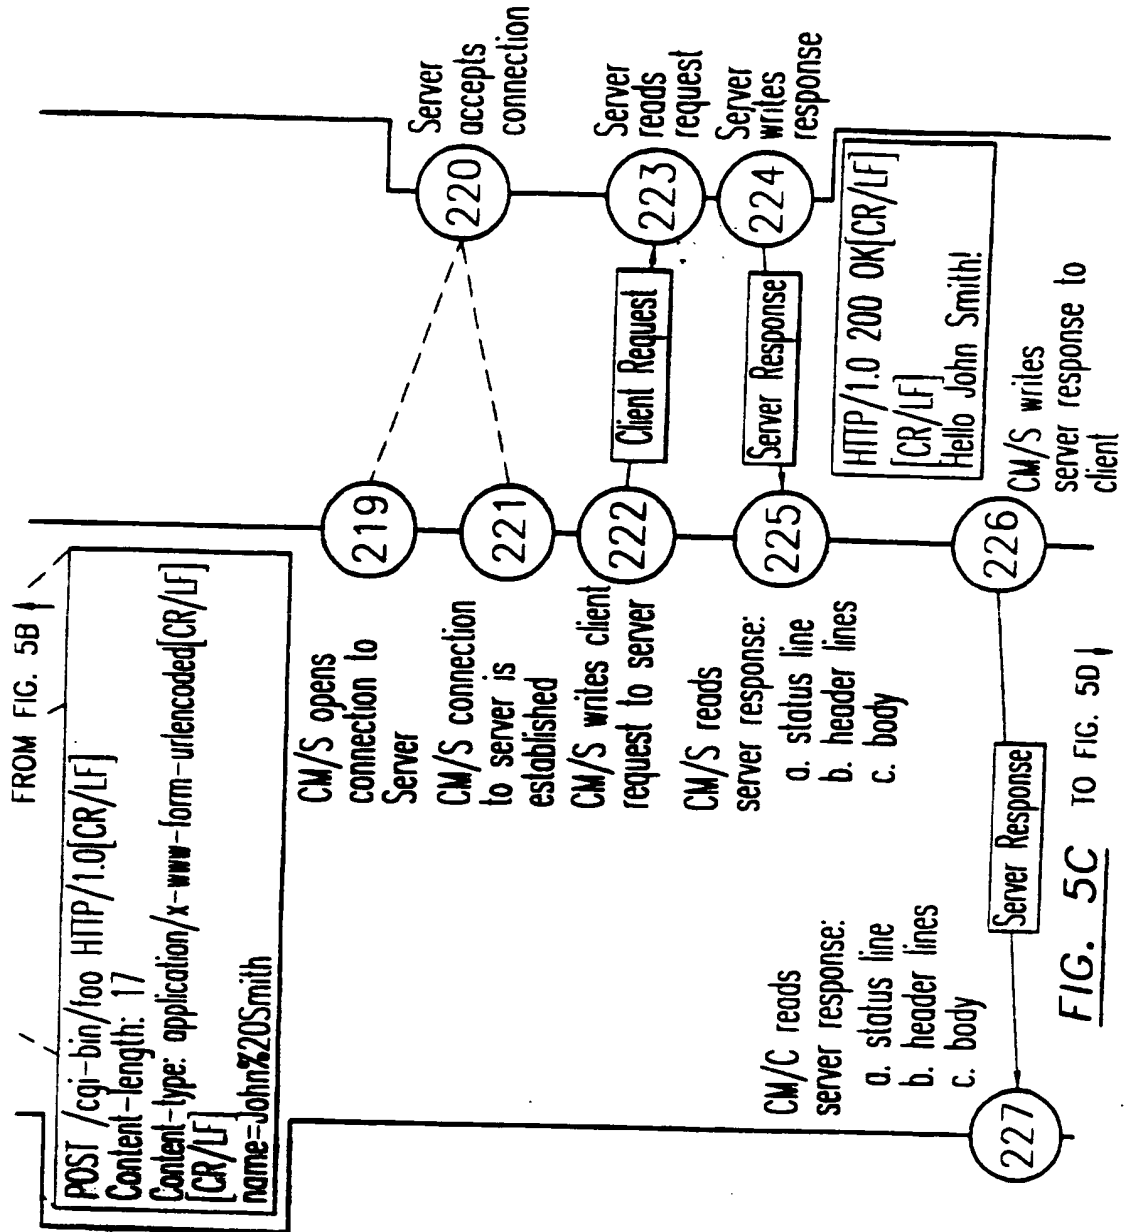 FROM FIG. 5B
POST /cgi-bin/foo HTTP/1.0[CR/LF]
Content-length: 17
Content-type: application/x-www-form-urlencoded[CR/LF]
[CR/LF]
name=John%20Smith
CM/S opens
connection to
Server
219
220
Server
accepts
connection
CM/S connection
to server is
established
221
CM/S writes client
request to server
222
Client Request
223
Server
reads
request
CM/S reads
server response:
a. status line
b. header lines
c. body
225
Server Response
224
Server
writes
response
HTTP/1.0 200 OK[CR/LF]
[CR/LF]
Hello John Smith!
CM/C reads
server response:
a. status line
b. header lines
c. body
227
Server Response
226
CM/S writes
server response to
client
FIG. 5C
TO FIG. 5D